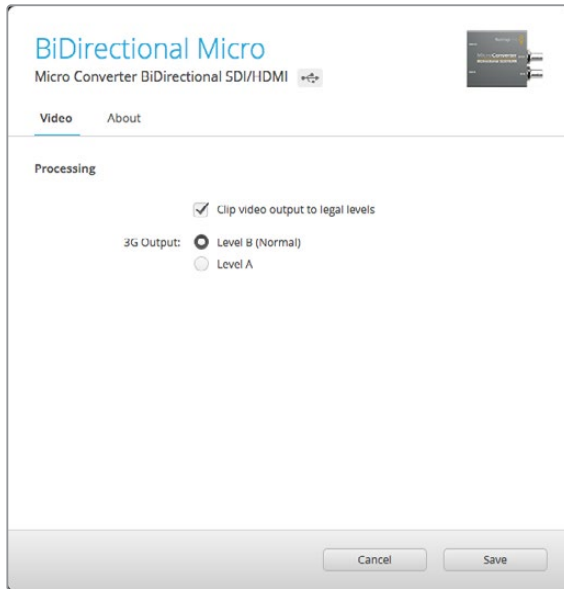 BiDirectional Micro
Micro Converter BiDirectional SDI/HDMI
Video About
Processing
Clip video output to legal levels
3G Output: Level B (Normal)
Level A
Cancel Save